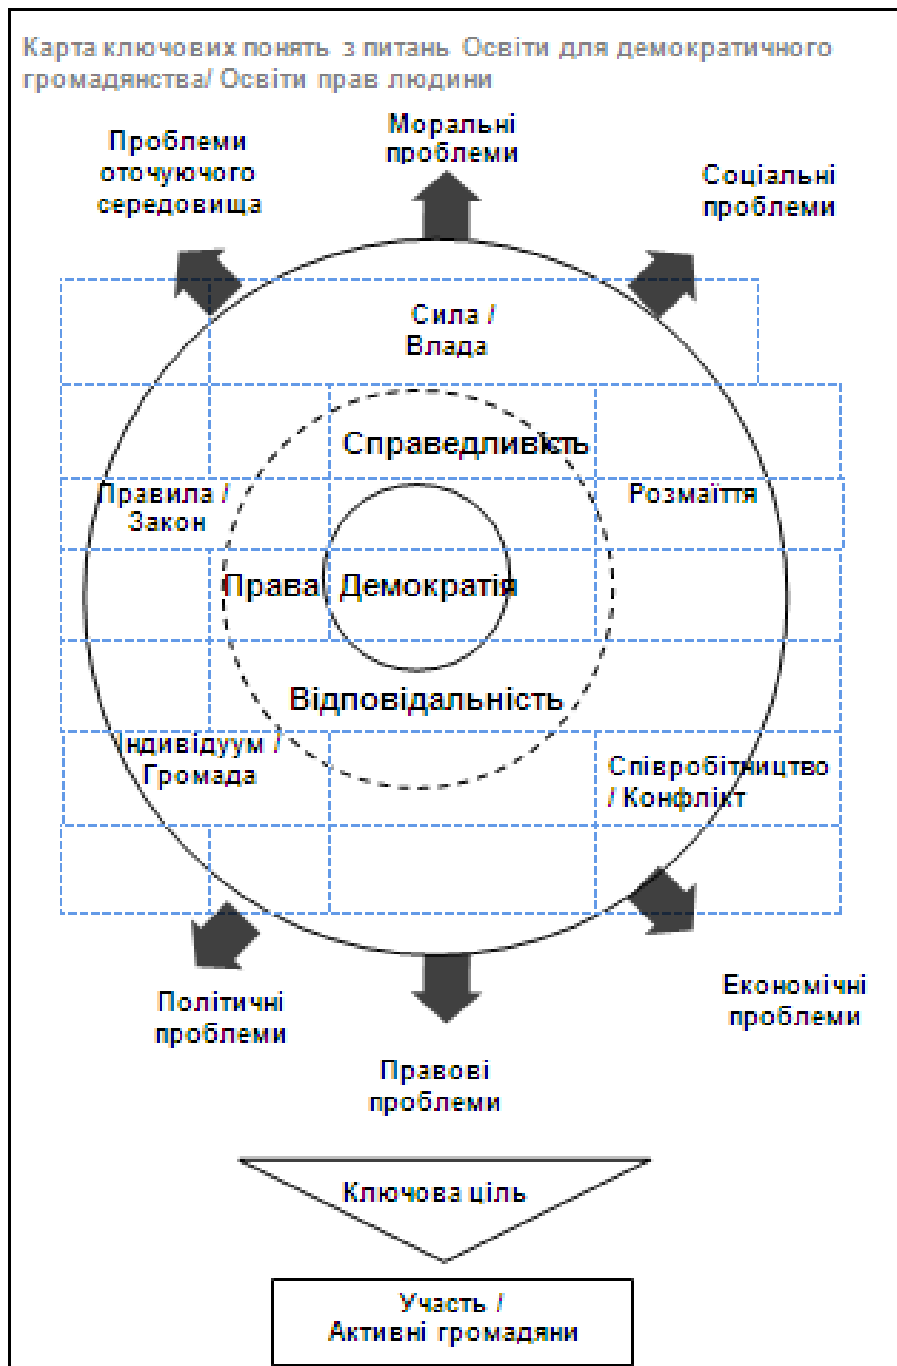 Карта ключових понять з питань Освіти для демократичного
громадянства/ Освіти прав людини
Моральні
проблеми
Проблеми
оточуючого
середовища
Соціальні
проблеми
Сила /
Влада
Справедливість
Правила /
Закон
Розмаїття
Права
Демократія
Відповідальність
Індивідуум /
Громада
Співробітництво
/ Конфлікт
Політичні
проблеми
Економічні
проблеми
Правові
проблеми
Ключова ціль
Участь /
Активні громадяни